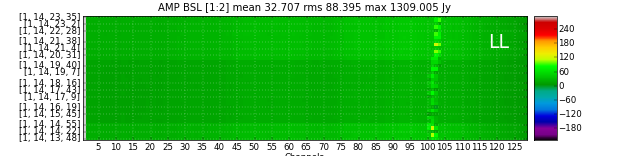 AMP BSL [1:2] mean 32.707 rms 88.395 max 1309.005 Jy
[1, 14, 23, 35]
[1, 14, 23, 2]
[1, 14, 22, 28]
[1, 14, 21, 38]
[1, 14, 21, 4]
[1, 14, 20, 31]
[1, 14, 19, 40]
[1, 14, 19, 7]
[1, 14, 18, 16]
[1, 14, 17, 43]
[1, 14, 17, 9]
[1, 14, 16, 19]
[1, 14, 15, 45]
[1, 14, 14, 55]
[1, 14, 14, 22]
[1, 14, 13, 48]
LL
240
180
120
60
0
−60
−120
−180
5 10 15 20 25 30 35 40 45 50 55 60 65 70 75 80 85 90 95 100 105 110 115 120 125
Channels